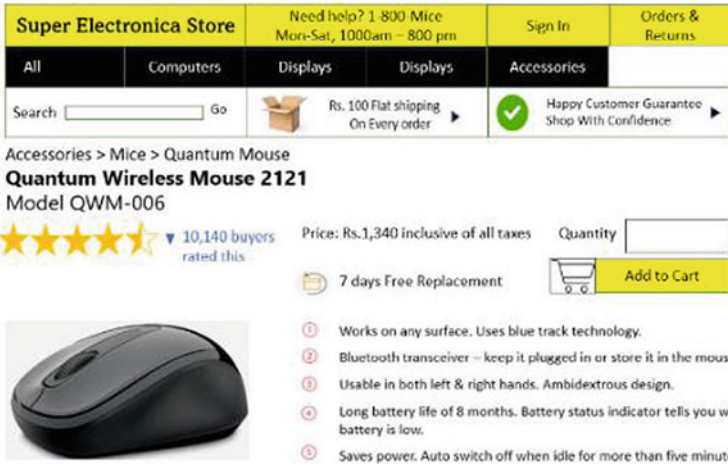 Super Electronica Store
Need help? 1-800-Mice
Mon-Sat, 1000am – 800 pm
Sign In
Orders &
Returns
All
Computers
Displays
Displays
Accessories
Search
Go
Rs. 100 Flat shipping
On Every order
Happy Customer Guarantee
Shop With Confidence
Accessories > Mice > Quantum Mouse
Quantum Wireless Mouse 2121
Model QWM-006
10,140 buyers
rated this
Price: Rs.1,340 inclusive of all taxes
Quantity
7 days Free Replacement
Add to Cart
1 Works on any surface. Uses blue track technology.
2 Bluetooth transceiver – keep it plugged in or store it in the mous
3 Usable in both left & right hands. Ambidextrous design.
4 Long battery life of 8 months. Battery status indicator tells you w
battery is low.
5 Saves power. Auto switch off when idle for more than five minut